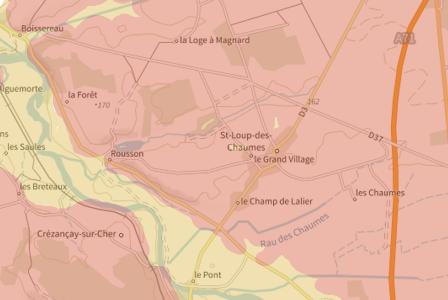 Boissereau
la Loge à Magnard
A71
la Forêt
170
162
D3
St-Loup-des-
Chaumes
D37
les Saules
Rousson
le Grand Village
les Breteaux
les Chaumes
le Champ de Lalier
Rau des Chaumes
Crézançay-sur-Cher
le Pont